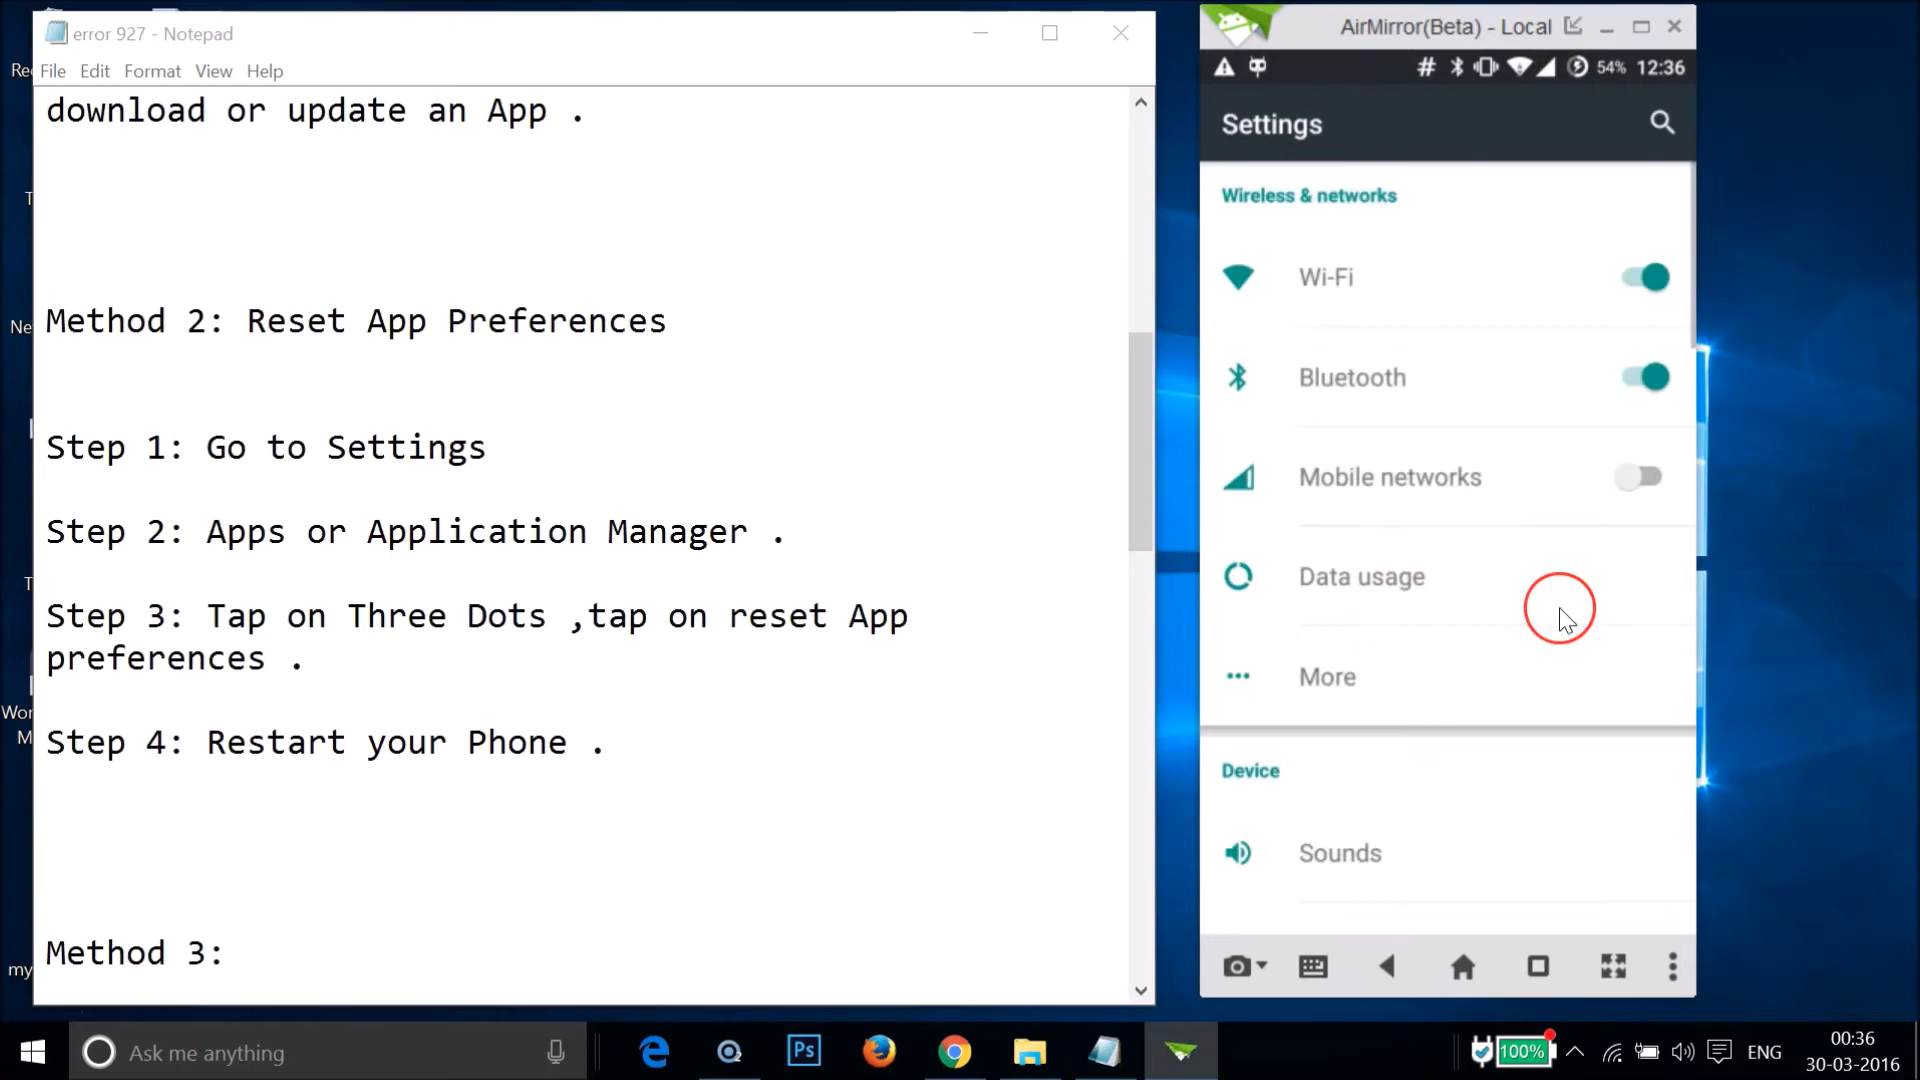 error 927 - Notepad
File Edit Format View Help
download or update an App .
Method 2: Reset App Preferences
Step 1: Go to Settings
Step 2: Apps or Application Manager .
Step 3: Tap on Three Dots ,tap on reset App
preferences .
Step 4: Restart your Phone .
Method 3:
AirMirror(Beta) - Local
54% 12:36
Settings
Wireless & networks
Wi-Fi
Bluetooth
Mobile networks
Data usage
More
Device
Sounds
Ask me anything
Ps
100%
ENG
00:36
30-03-2016